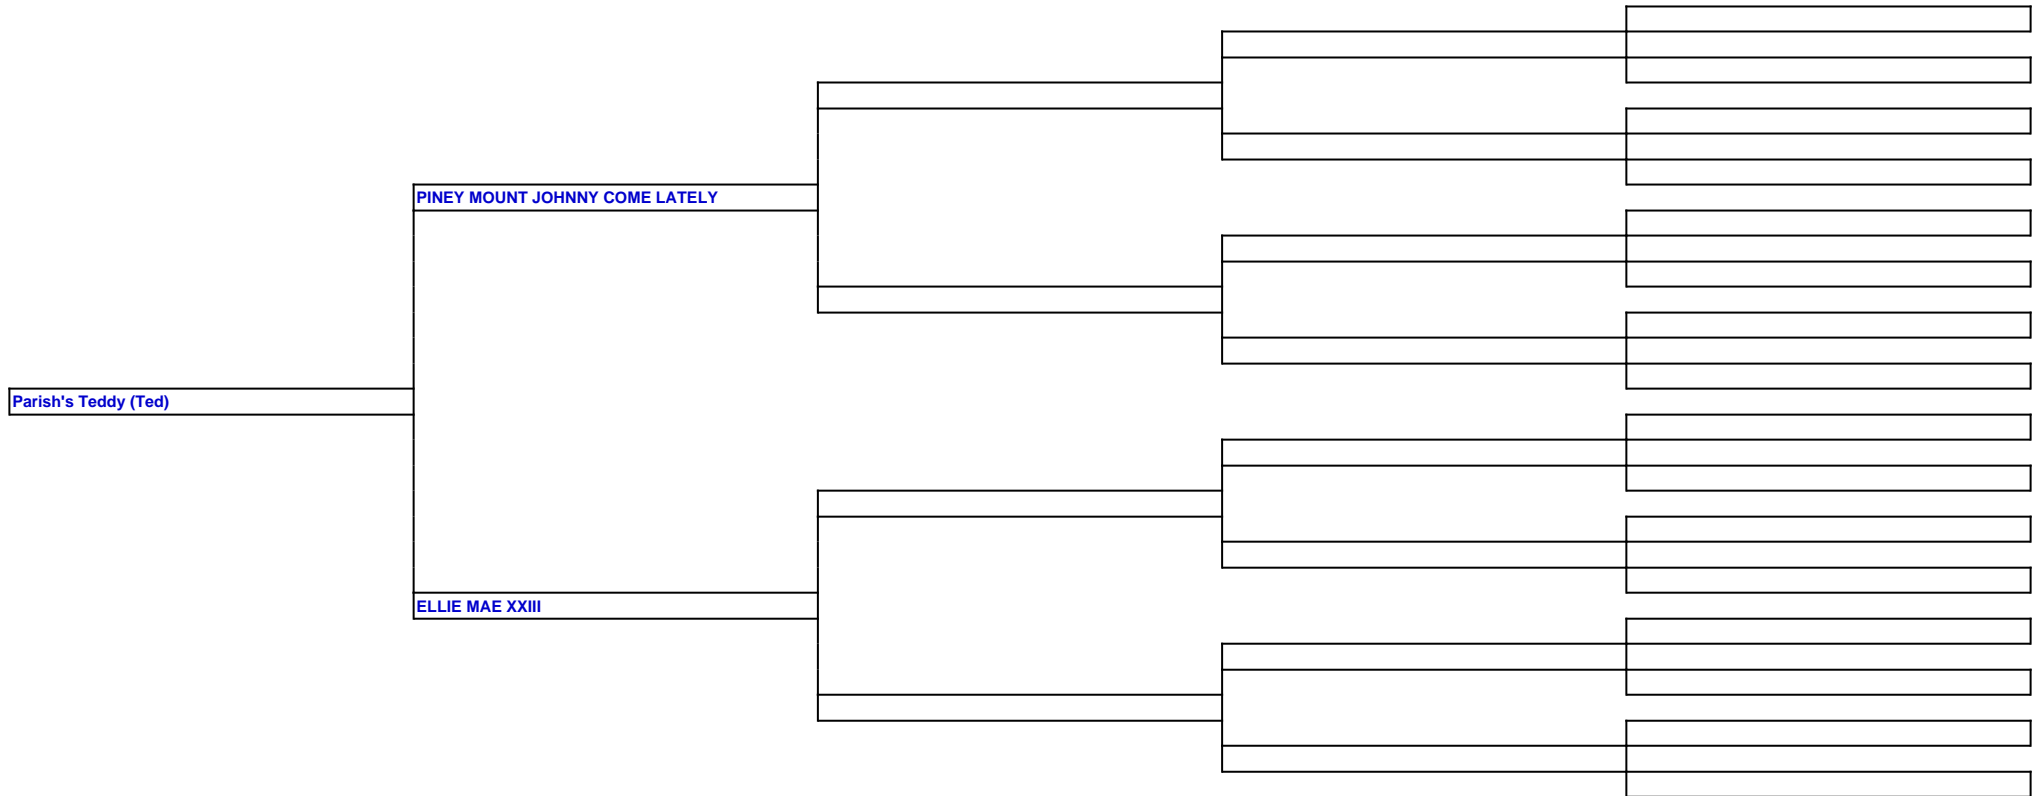 PINEY MOUNT JOHNNY COME LATELY
Parish's Teddy (Ted)
ELLIE MAE XXIII